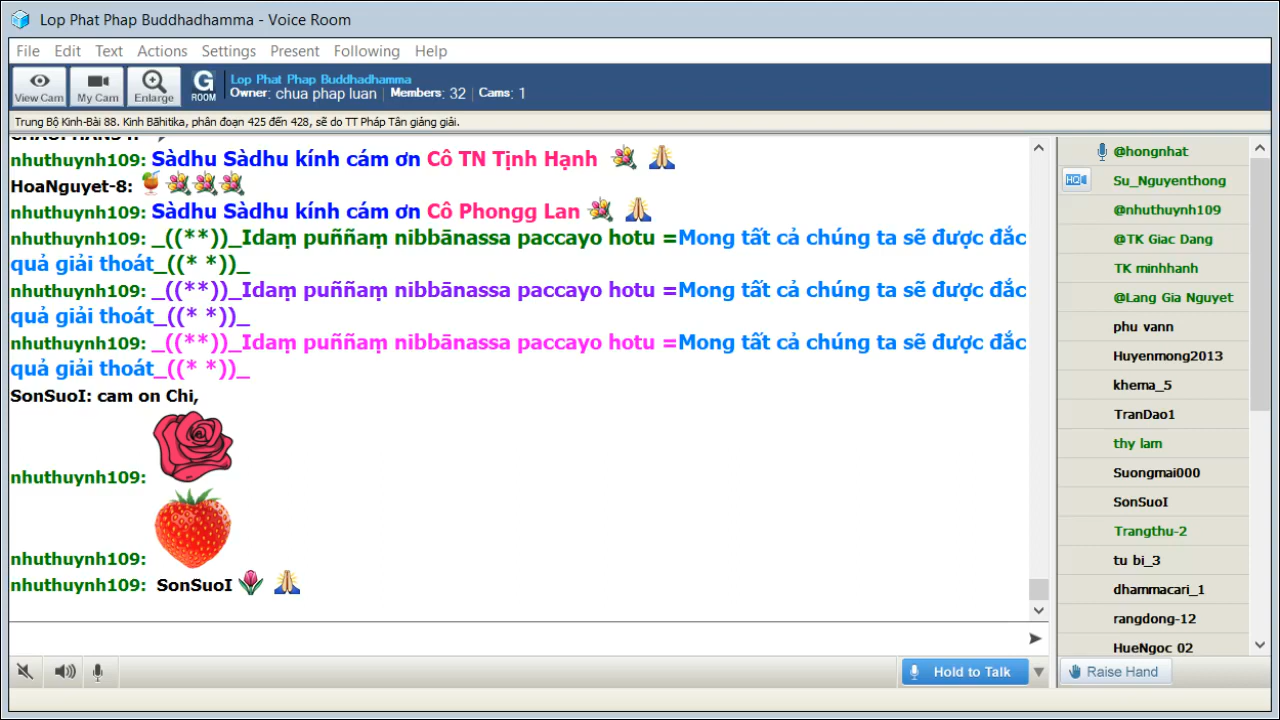 Lop Phat Phap Buddhadhamma - Voice Room
File Edit Text Actions Settings Present Following Help
View Cam My Cam Enlarge G ROOM
Lop Phat Phap Buddhadhamma
Owner: chua phap luan | Members: 32 | Cams: 1
Trung Bộ Kinh-Bài 88. Kinh Bāhitika, phân đoạn 425 đến 428, sẽ do TT Pháp Tân giảng giải.
nhuthuynh109: Sàdhu Sàdhu kính cám ơn Cô TN Tịnh Hạnh
HoaNguyet-8:
nhuthuynh109: Sàdhu Sàdhu kính cám ơn Cô Phongg Lan
nhuthuynh109: _((**))_Idaṃ puññaṃ nibbānassa paccayo hotu =Mong tất cả chúng ta sẽ được đắc
quả giải thoát_((* *))_
nhuthuynh109: _((**))_Idaṃ puññaṃ nibbānassa paccayo hotu =Mong tất cả chúng ta sẽ được đắc
quả giải thoát_((* *))_
nhuthuynh109: _((**))_Idaṃ puññaṃ nibbānassa paccayo hotu =Mong tất cả chúng ta sẽ được đắc
quả giải thoát_((* *))_
SonSuoI: cam on Chi,
nhuthuynh109:
nhuthuynh109:
nhuthuynh109: SonSuoI
@hongnhat
HQ Su_Nguyenthong
@nhuthuynh109
@TK Giac Dang
TK minhhanh
@Lang Gia Nguyet
phu vann
Huyenmong2013
khema_5
TranDao1
thy lam
Suongmai000
SonSuoI
Trangthu-2
tu bi_3
dhammacari_1
rangdong-12
HueNgoc 02
Hold to Talk
Raise Hand